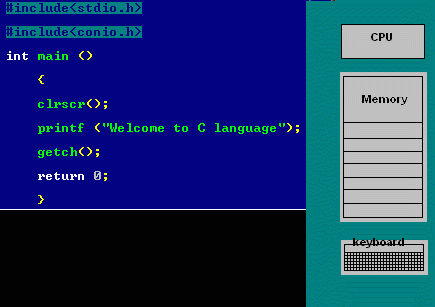 #include<stdio.h>
#include<conio.h>
int main ()
{
clrscr();
printf ("Welcome to C language");
getch();
return 0;
}
CPU
Memory
keyboard